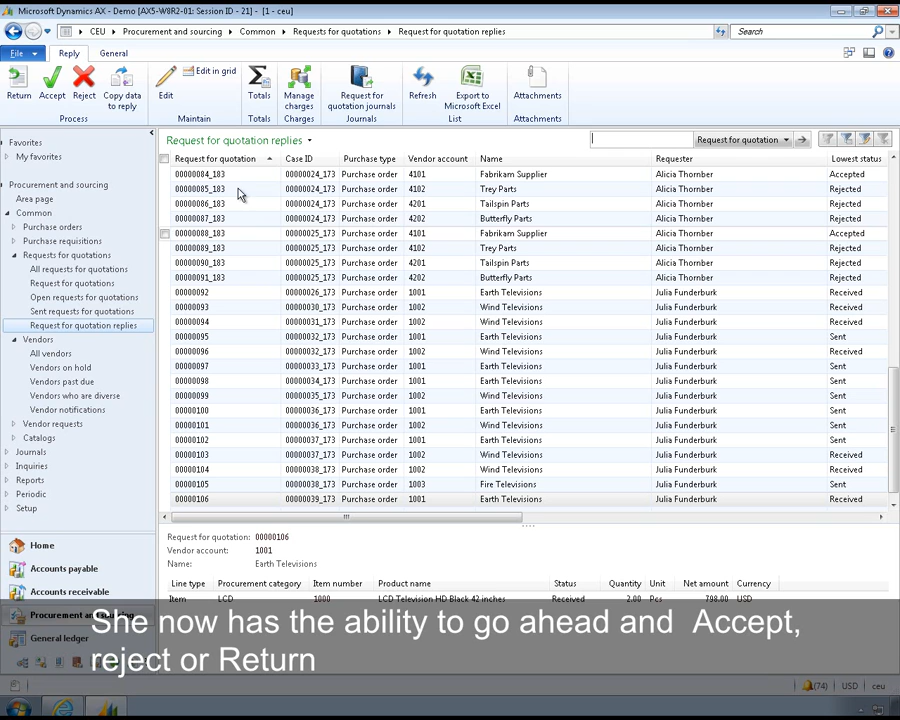 Microsoft Dynamics AX - Demo [AX5-W8R2-01: Session ID - 21] - [1 - ceu]
CEU Procurement and sourcing Common Requests for quotations Request for quotation replies Search
File Reply General
Return Accept Reject Copy data to reply Edit Edit in grid Totals Manage charges Request for quotation journals Refresh Export to Microsoft Excel Attachments
Process Maintain Totals Charges Journals List Attachments
Favorites
My favorites
Procurement and sourcing
Area page
Common
Purchase orders
Purchase requisitions
Requests for quotations
All requests for quotations
Request for quotations
Open requests for quotations
Sent requests for quotations
Request for quotation replies
Vendors
All vendors
Vendors on hold
Vendors past due
Vendors who are diverse
Vendor notifications
Vendor requests
Catalogs
Journals
Inquiries
Reports
Periodic
Setup
Home
Accounts payable
Accounts receivable
Procurement and sourcing
General ledger
Request for quotation replies Request for quotation
Request for quotation Case ID Purchase type Vendor account Name Requester Lowest status
00000084_183 00000024_173 Purchase order 4101 Fabrikam Supplier Alicia Thornber Accepted
00000085_183 00000024_173 Purchase order 4102 Trey Parts Alicia Thornber Rejected
00000086_183 00000024_173 Purchase order 4201 Tailspin Parts Alicia Thornber Rejected
00000087_183 00000024_173 Purchase order 4202 Butterfly Parts Alicia Thornber Rejected
00000088_183 00000025_173 Purchase order 4101 Fabrikam Supplier Alicia Thornber Accepted
00000089_183 00000025_173 Purchase order 4102 Trey Parts Alicia Thornber Rejected
00000090_183 00000025_173 Purchase order 4201 Tailspin Parts Alicia Thornber Rejected
00000091_183 00000025_173 Purchase order 4202 Butterfly Parts Alicia Thornber Rejected
00000092 00000026_173 Purchase order 1001 Earth Televisions Julia Funderburk Received
00000093 00000030_173 Purchase order 1002 Wind Televisions Julia Funderburk Received
00000094 00000031_173 Purchase order 1002 Wind Televisions Julia Funderburk Received
00000095 00000032_173 Purchase order 1001 Earth Televisions Julia Funderburk Sent
00000096 00000032_173 Purchase order 1002 Wind Televisions Julia Funderburk Received
00000097 00000033_173 Purchase order 1001 Earth Televisions Julia Funderburk Sent
00000098 00000034_173 Purchase order 1001 Earth Televisions Julia Funderburk Sent
00000099 00000035_173 Purchase order 1002 Wind Televisions Julia Funderburk Sent
00000100 00000036_173 Purchase order 1001 Earth Televisions Julia Funderburk Sent
00000101 00000036_173 Purchase order 1002 Wind Televisions Julia Funderburk Sent
00000102 00000037_173 Purchase order 1001 Earth Televisions Julia Funderburk Sent
00000103 00000037_173 Purchase order 1002 Wind Televisions Julia Funderburk Received
00000104 00000038_173 Purchase order 1002 Wind Televisions Julia Funderburk Received
00000105 00000038_173 Purchase order 1003 Fire Televisions Julia Funderburk Sent
00000106 00000039_173 Purchase order 1001 Earth Televisions Julia Funderburk Received
Request for quotation: 00000106
Vendor account: 1001
Name: Earth Televisions
Line type Procurement category Item number Product name Status Quantity Unit Net amount Currency
Item LCD 1000 LCD Television HD Black 42 inches Received 2.00 Pcs 798.00 USD
She now has the ability to go ahead and Accept,
reject or Return
(74) USD ceu